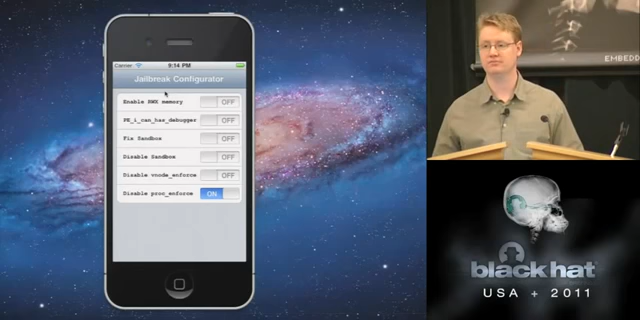 Carrier 9:14 PM
Jailbreak Configurator
Enable RWX memory OFF
PE_i_can_has_debugger OFF
Fix Sandbox OFF
Disable Sandbox OFF
Disable vnode_enforce OFF
Disable proc_enforce ON
EMBEDD
black hat
USA + 2011